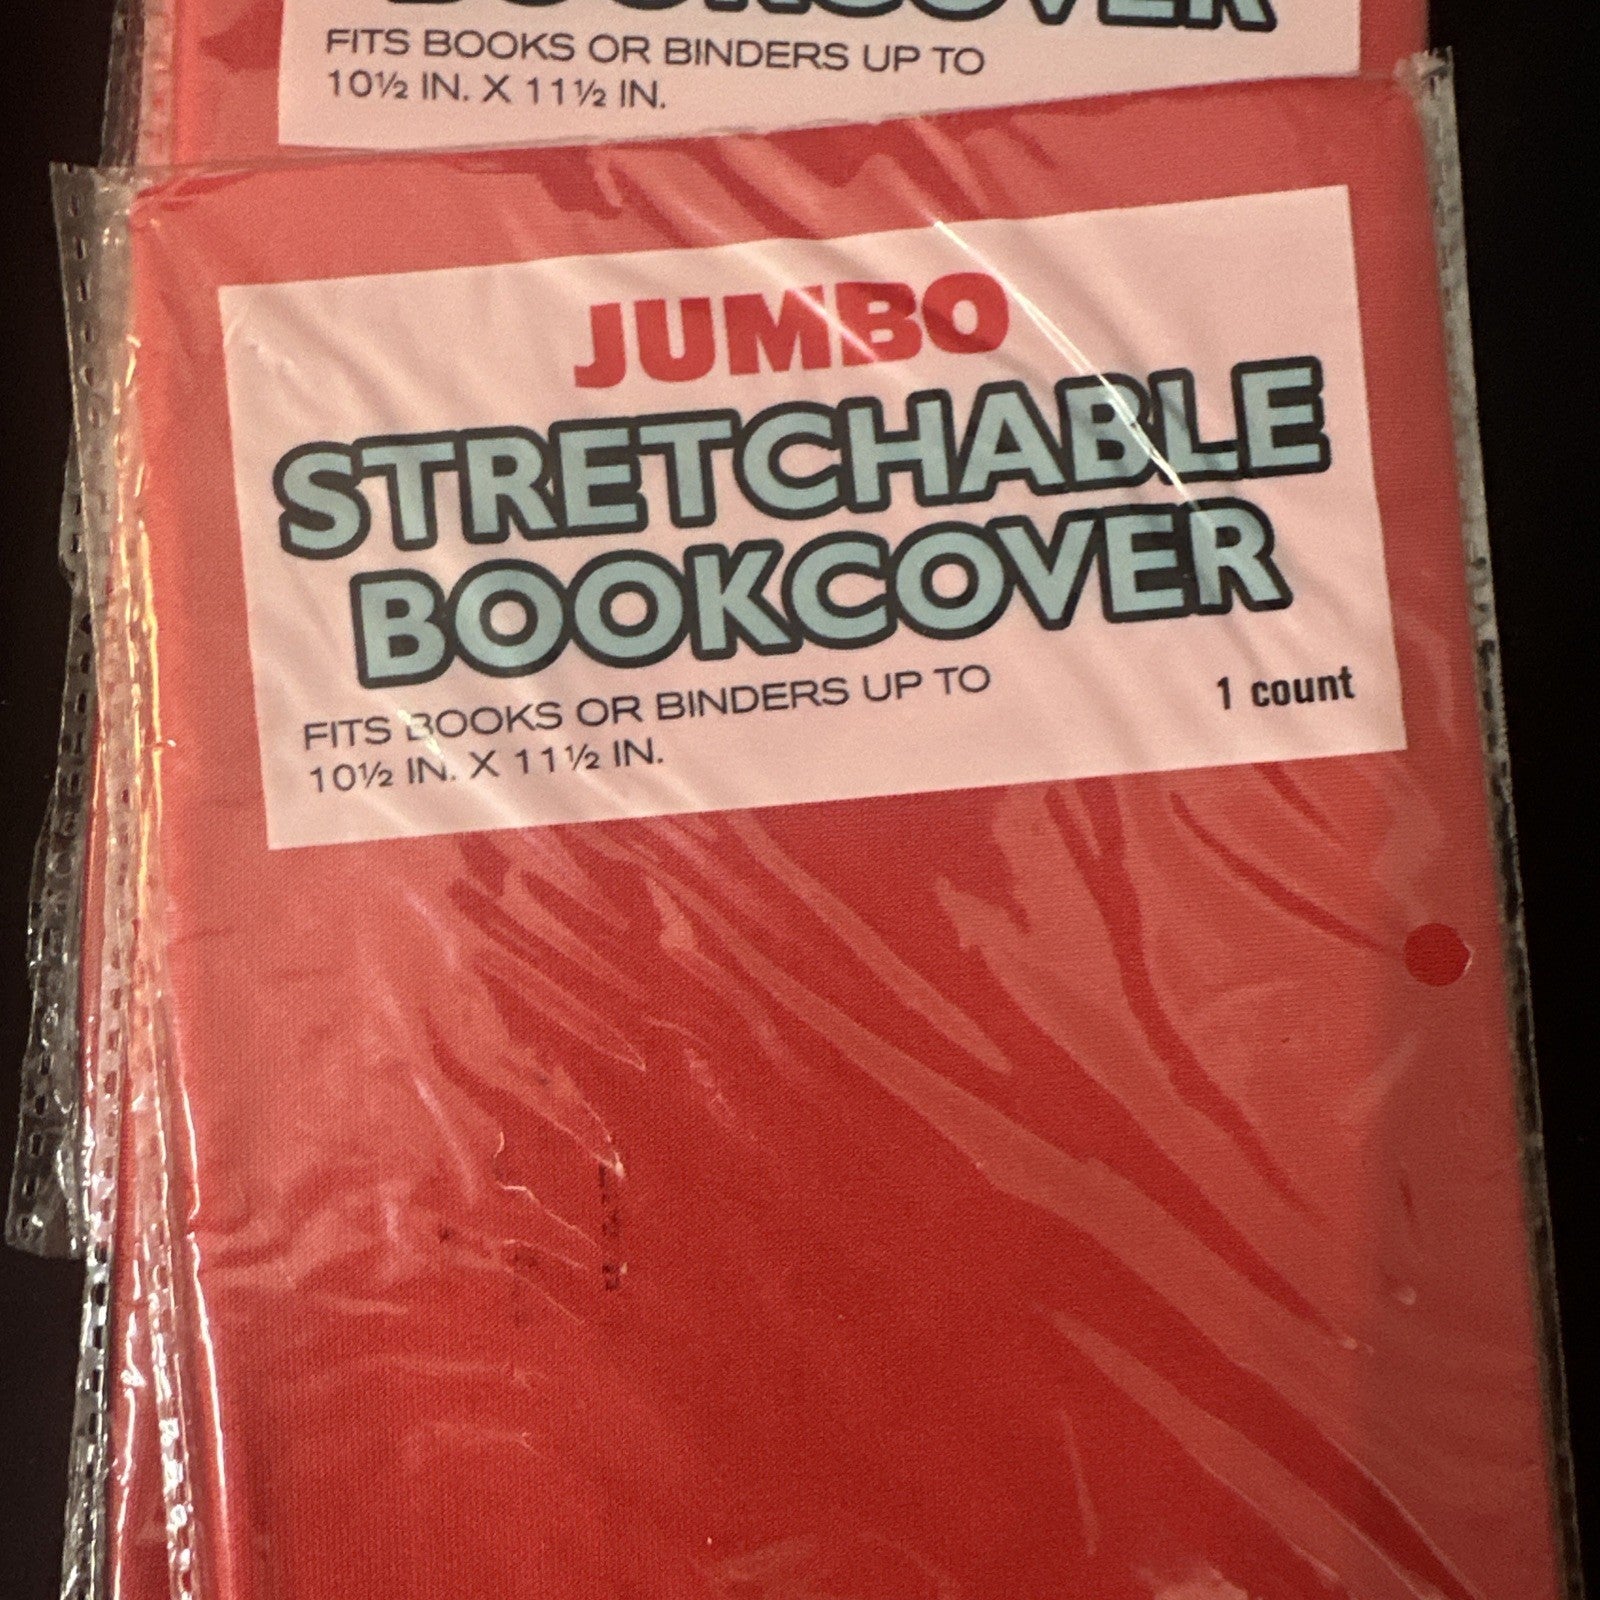 BOOKCOVER
FITS BOOKS OR BINDERS UP TO
10½ IN. X 11½ IN.
JUMBO
STRETCHABLE
BOOKCOVER
FITS BOOKS OR BINDERS UP TO
10½ IN. X 11½ IN.
1 count